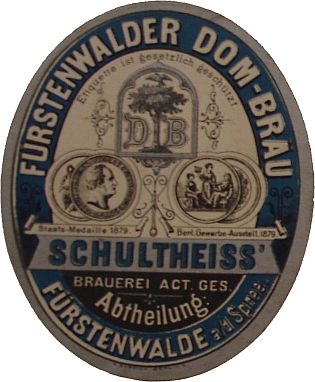 FÜRSTENWALDER DOM-BRÄU
Etiquette ist gesetzlich geschützt.
D B
Staats-Medaille 1879.
Berl. Gewerbe-Ausstell. 1879.
SCHULTHEISS'
BRAUEREI ACT. GES.
Abtheilung:
FÜRSTENWALDE a/d Spree.